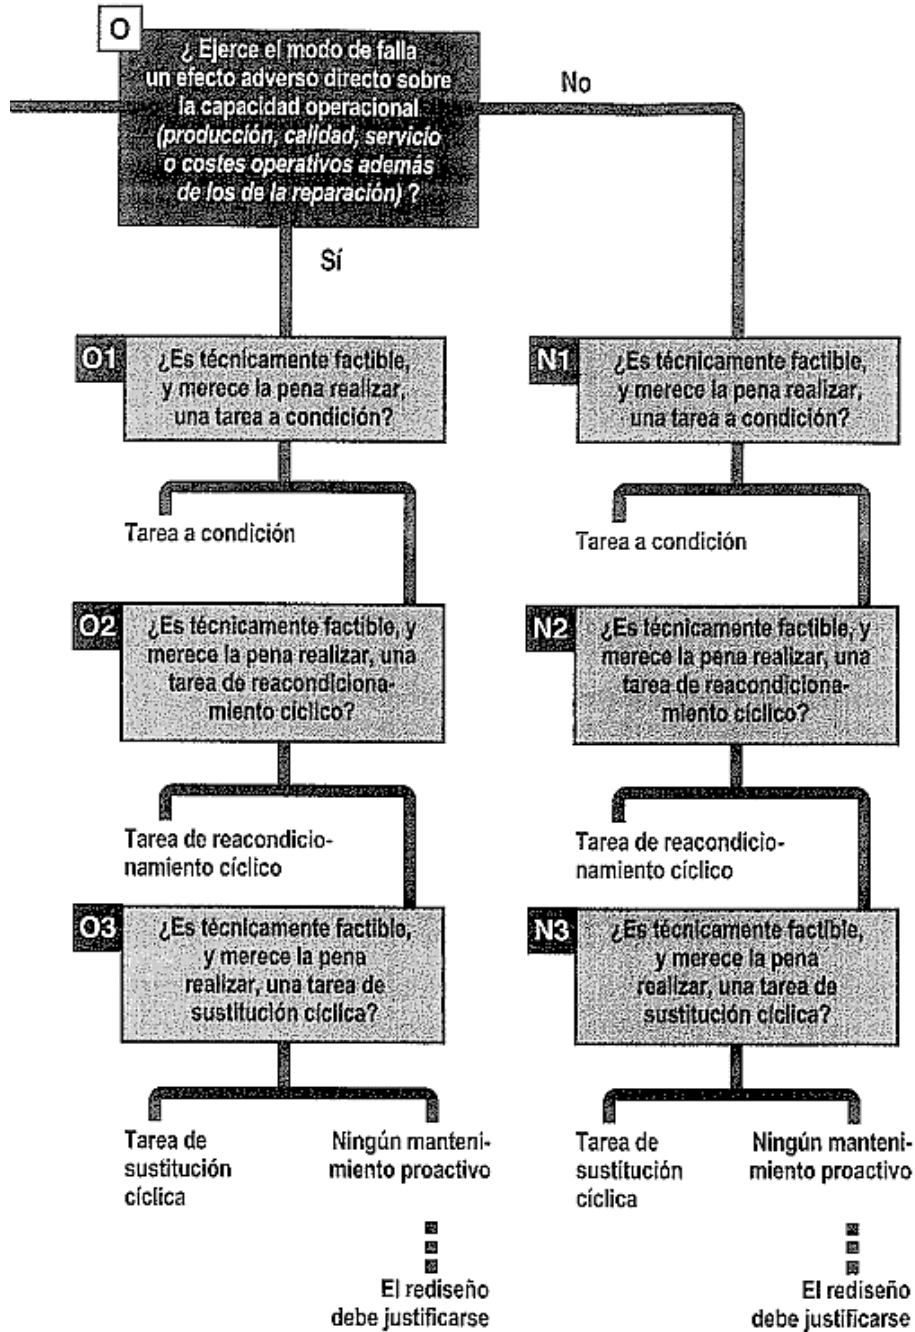 O
¿ Ejerce el modo de falla
un efecto adverso directo sobre
la capacidad operacional
(producción, calidad, servicio
o costes operativos además
de los de la reparación) ?
No
Sí
O1
¿Es técnicamente factible,
y merece la pena realizar,
una tarea a condición?
N1
¿Es técnicamente factible,
y merece la pena realizar,
una tarea a condición?
Tarea a condición
Tarea a condición
O2
¿Es técnicamente factible, y
merece la pena realizar, una
tarea de reacondiciona-
miento cíclico?
N2
¿Es técnicamente factible, y
merece la pena realizar, una
tarea de reacondiciona-
miento cíclico?
Tarea de reacondicio-
namiento cíclico
Tarea de reacondicio-
namiento cíclico
O3
¿Es técnicamente factible,
y merece la pena
realizar, una tarea de
sustitución cíclica?
N3
¿Es técnicamente factible,
y merece la pena
realizar, una tarea de
sustitución cíclica?
Tarea de
sustitución
cíclica
Ningún manteni-
miento proactivo
Tarea de
sustitución
cíclica
Ningún manteni-
miento proactivo
El rediseño
debe justificarse
El rediseño
debe justificarse